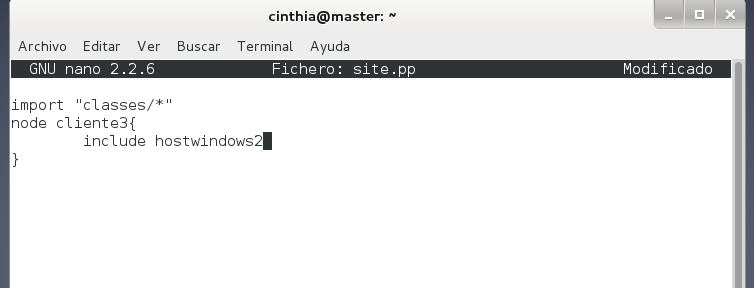 cinthia@master: ~
Archivo Editar Ver Buscar Terminal Ayuda
GNU nano 2.2.6 Fichero: site.pp Modificado
import "classes/*"
node cliente3{
include hostwindows2
}